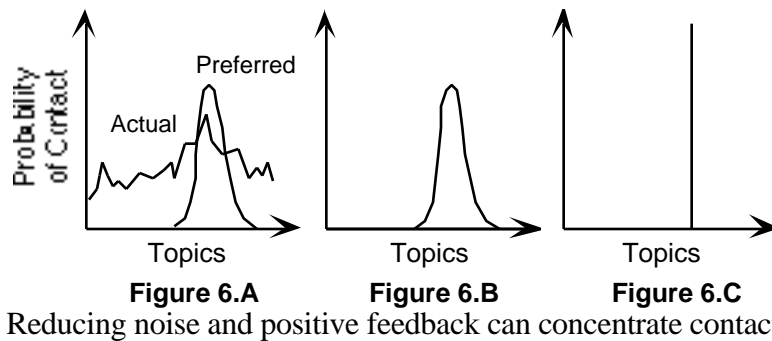 Preferred
Actual
Probability
of Contact
Topics
Topics
Topics
Figure 6.A
Figure 6.B
Figure 6.C
Reducing noise and positive feedback can concentrate contac